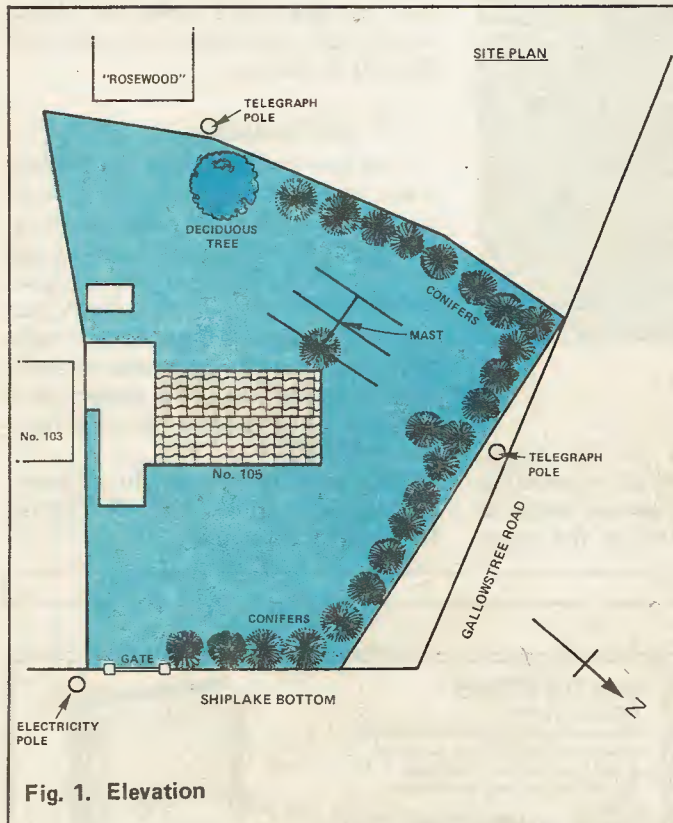 SITE PLAN
"ROSEWOOD"
TELEGRAPH
POLE
DECIDUOUS
TREE
CONIFERS
MAST
No. 103
No. 105
TELEGRAPH
POLE
GALLOWSTREE ROAD
CONIFERS
GATE
SHIPLAKE BOTTOM
N
ELECTRICITY
POLE
Fig. 1. Elevation